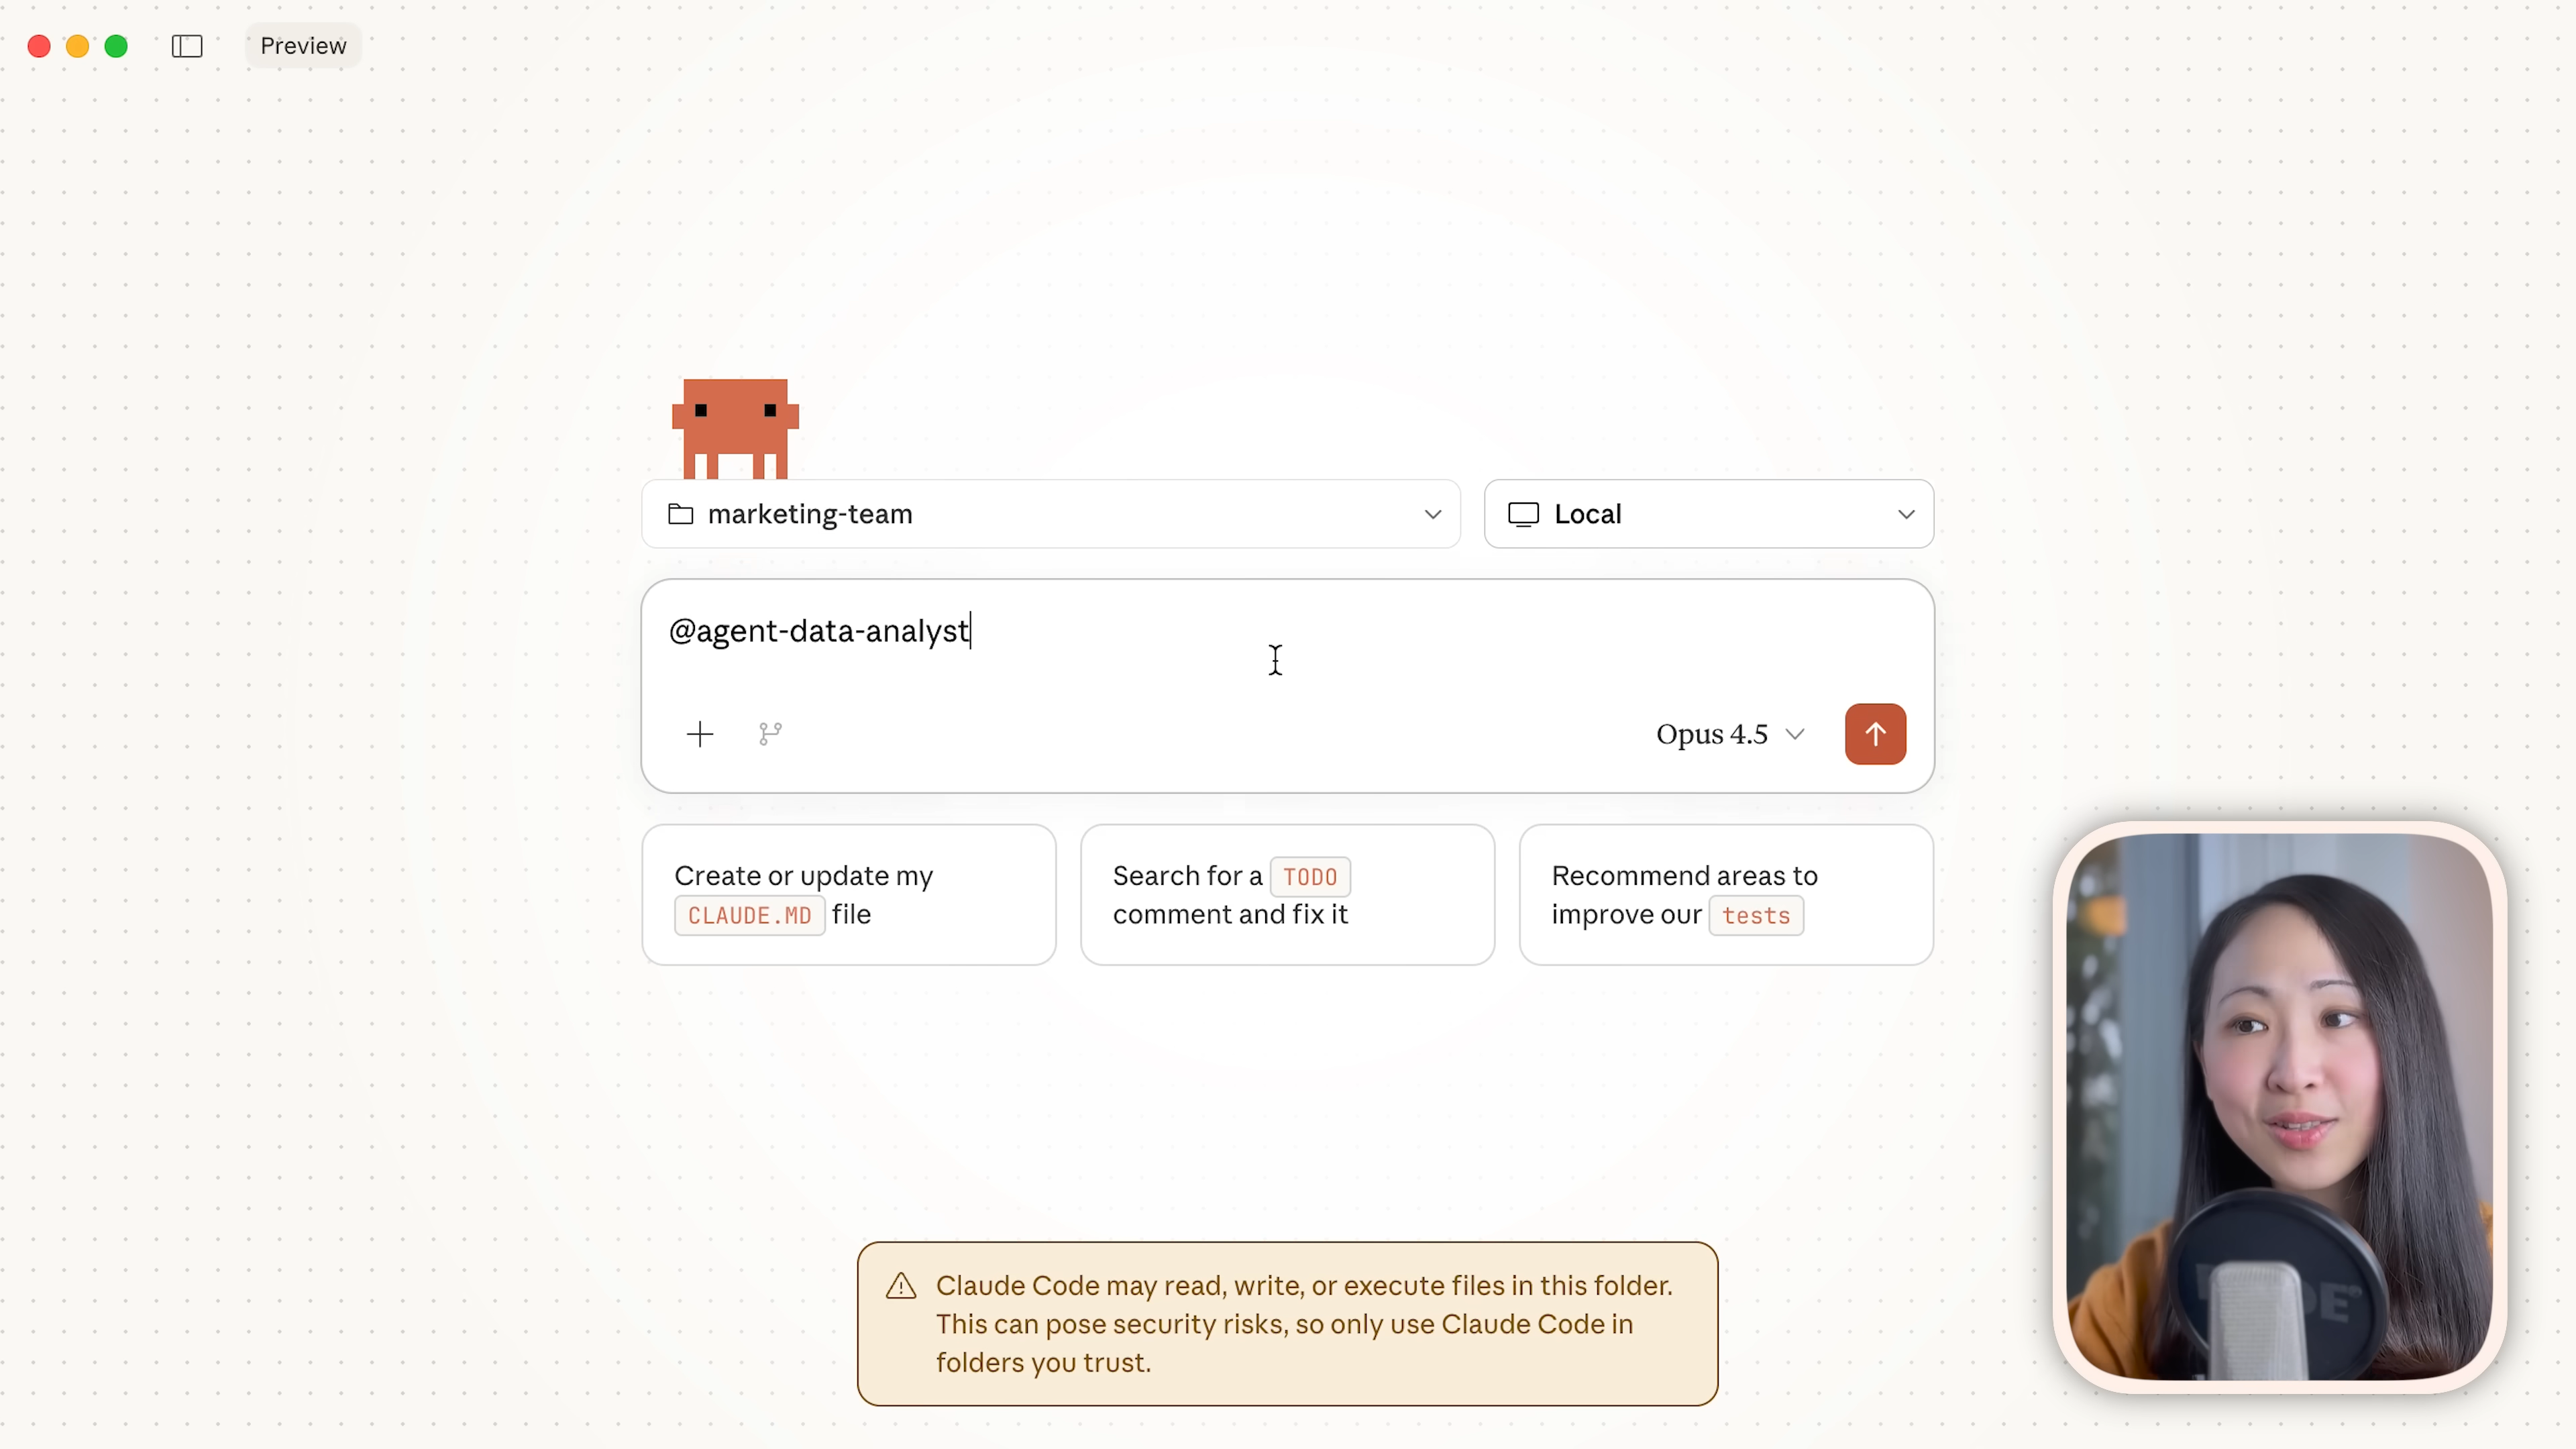 Preview
marketing-team
Local
@agent-data-analyst
Opus 4.5
Create or update my
CLAUDE.MD file
Search for a TODO
comment and fix it
Recommend areas to
improve our tests
Claude Code may read, write, or execute files in this folder.
This can pose security risks, so only use Claude Code in
folders you trust.